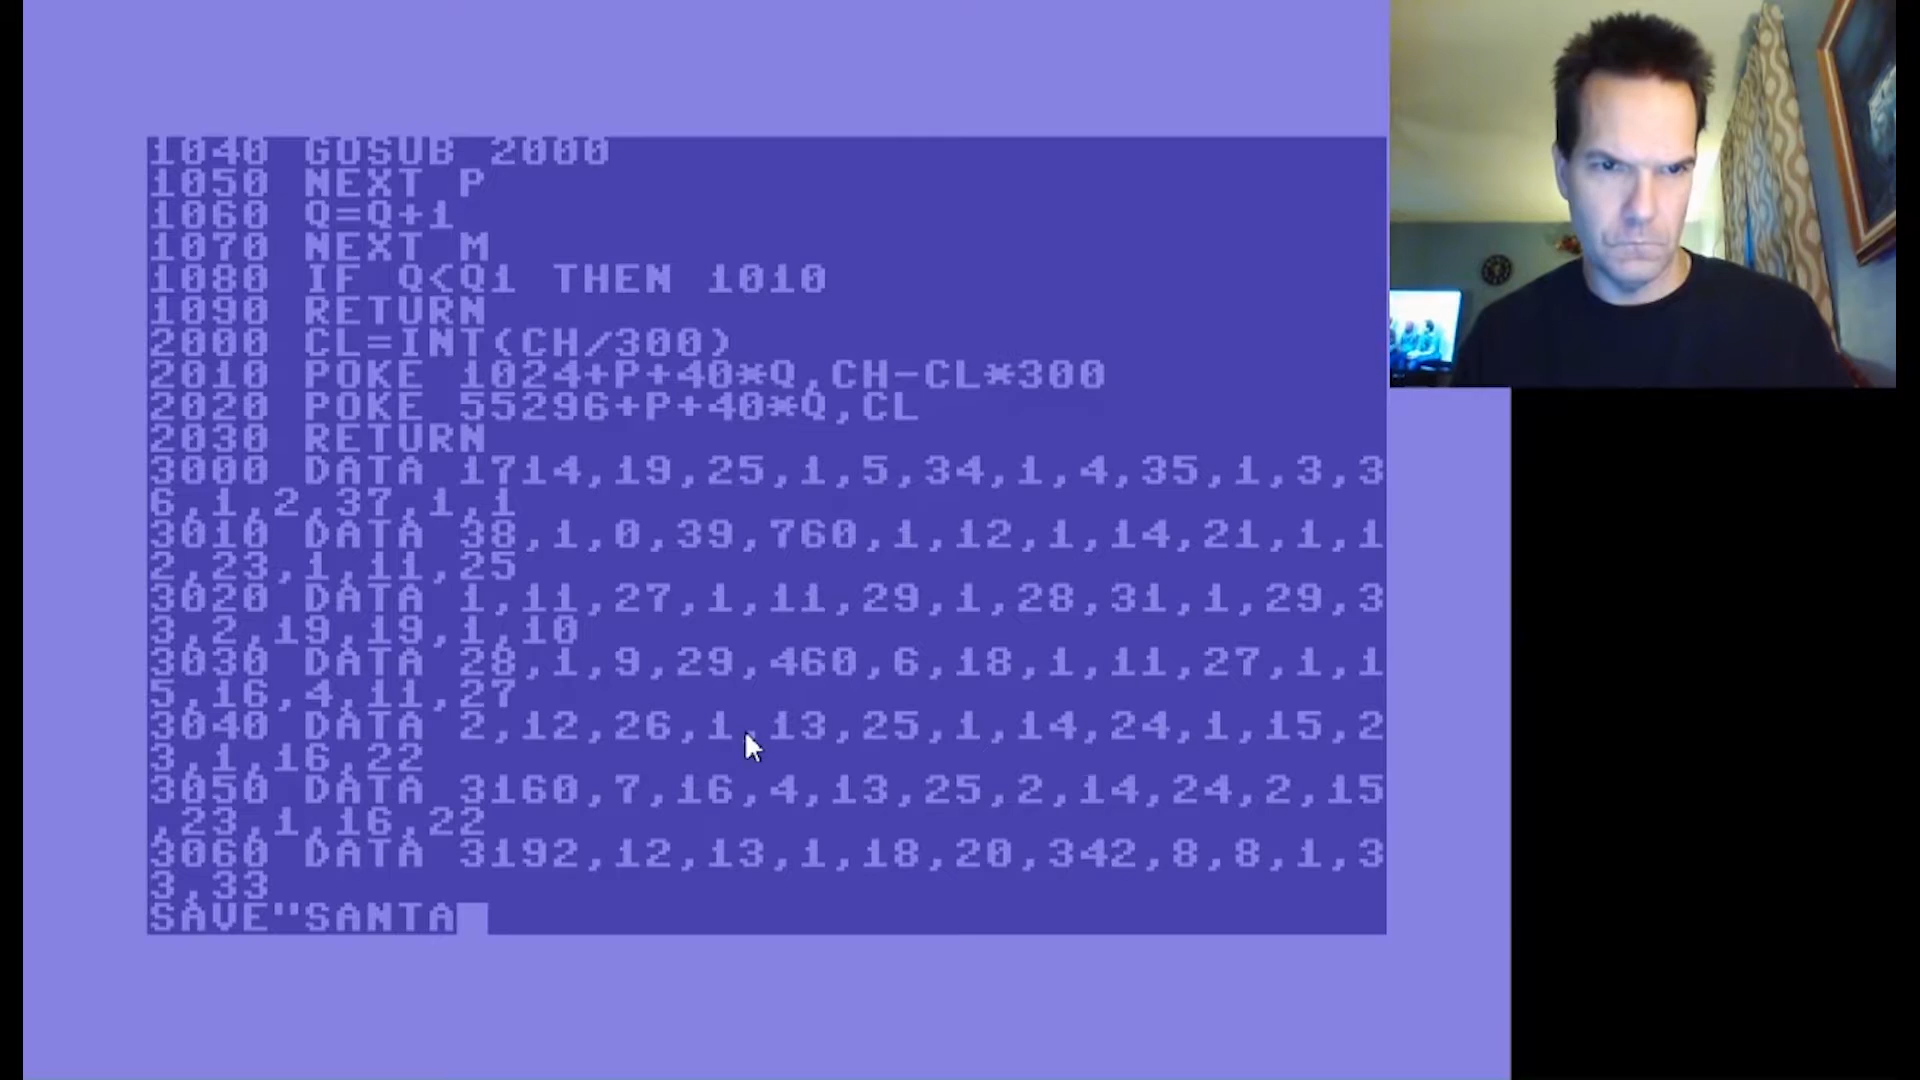 1040 GOSUB 2000
1050 NEXT P
1060 Q=Q+1
1070 NEXT M
1080 IF Q<Q1 THEN 1010
1090 RETURN
2000 CL=INT(CH/300)
2010 POKE 1024+P+40*Q,CH-CL*300
2020 POKE 55296+P+40*Q,CL
2030 RETURN
3000 DATA 1714,19,25,1,5,34,1,4,35,1,3,3
6,1,2,37,1,1
3010 DATA 38,1,0,39,760,1,12,1,14,21,1,1
2,23,1,11,25
3020 DATA 1,11,27,1,11,29,1,28,31,1,29,3
3,2,19,19,1,10
3030 DATA 28,1,9,29,460,6,18,1,11,27,1,1
5,16,4,11,27
3040 DATA 2,12,26,1,13,25,1,14,24,1,15,2
3,1,16,22
3050 DATA 3160,7,16,4,13,25,2,14,24,2,15
,23,1,16,22
3060 DATA 3192,12,13,1,18,20,342,8,8,1,3
3,33
SAVE"SANTA